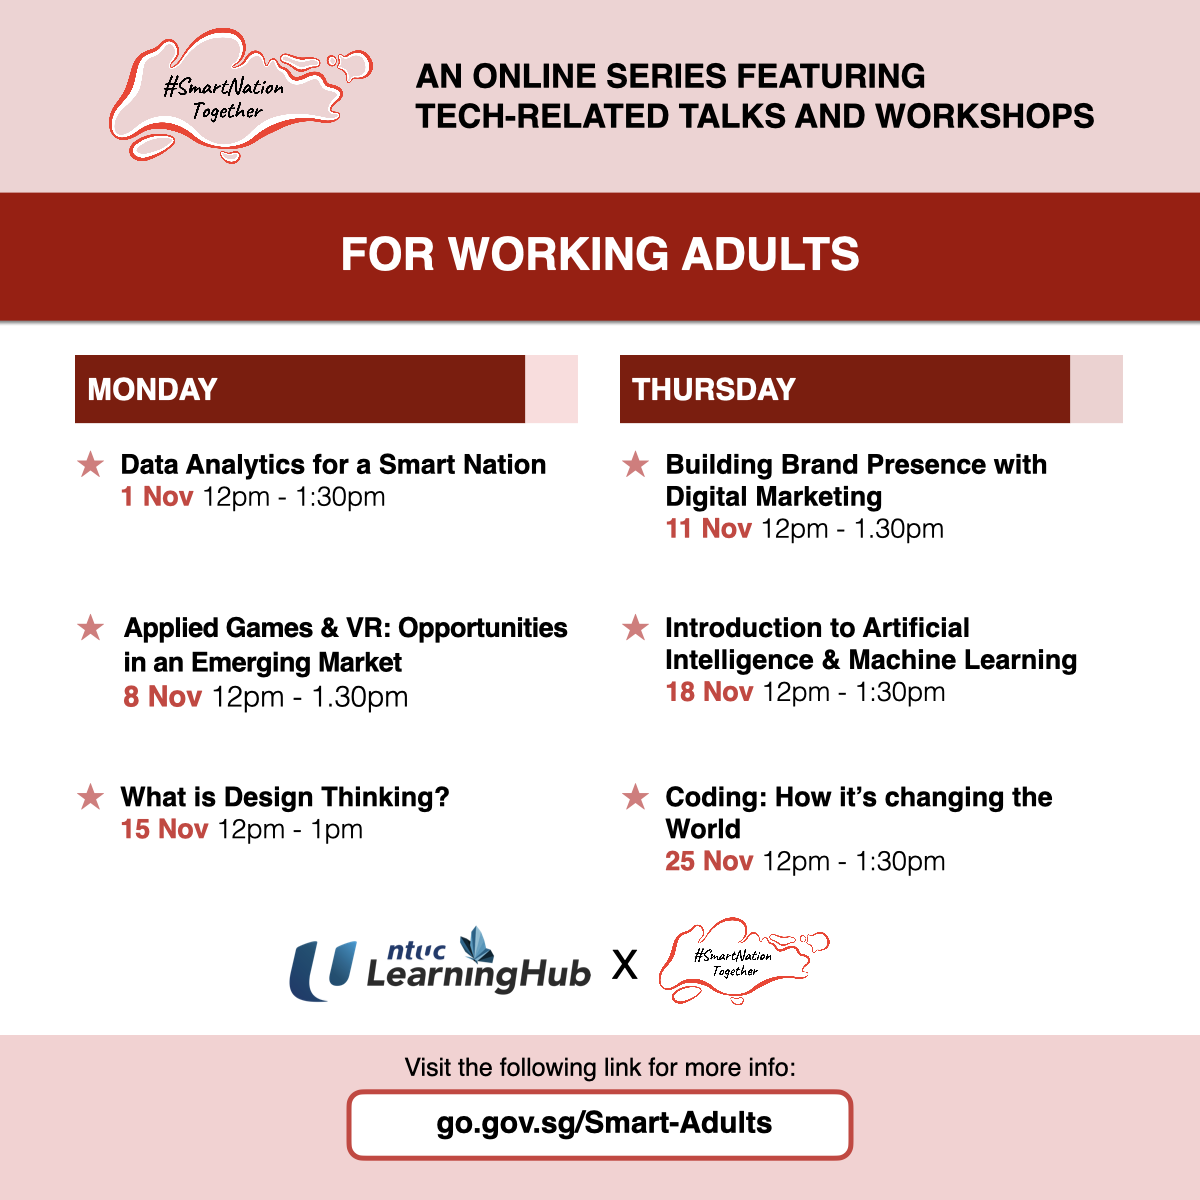 #SmartNation
Together
AN ONLINE SERIES FEATURING
TECH-RELATED TALKS AND WORKSHOPS
FOR WORKING ADULTS
MONDAY
Data Analytics for a Smart Nation
1 Nov 12pm - 1:30pm
Applied Games & VR: Opportunities
in an Emerging Market
8 Nov 12pm - 1.30pm
What is Design Thinking?
15 Nov 12pm - 1pm
THURSDAY
Building Brand Presence with
Digital Marketing
11 Nov 12pm - 1.30pm
Introduction to Artificial
Intelligence & Machine Learning
18 Nov 12pm - 1:30pm
Coding: How it’s changing the
World
25 Nov 12pm - 1:30pm
ntuc
LearningHub
X
#SmartNation
Together
Visit the following link for more info:
go.gov.sg/Smart-Adults